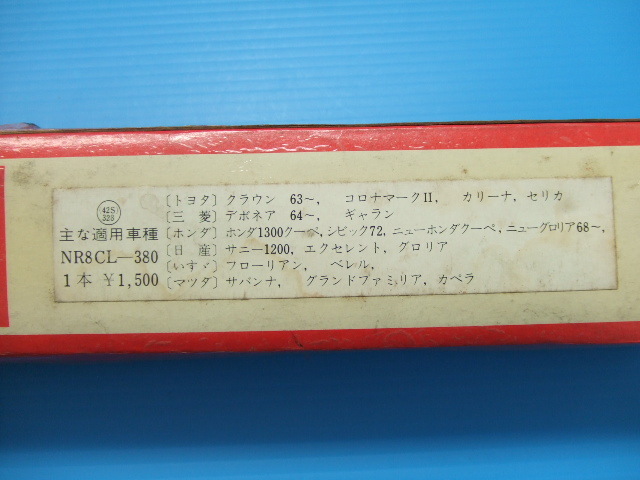 425
328
主な適用車種
NR8CL—380
1本 ¥1,500
〔トヨタ〕クラウン 63~, コロナマークII, カリーナ, セリカ
〔三 菱〕デボネア 64~, ギャラン
〔ホンダ〕ホンダ1300クーペ, シビック72, ニューホンダクーペ, ニューグロリア68~,
〔日 産〕サニー1200, エクセレント, グロリア
〔いすゞ〕フローリアン, ベレル,
〔マツダ〕サバンナ, グランドファミリア, カペラ